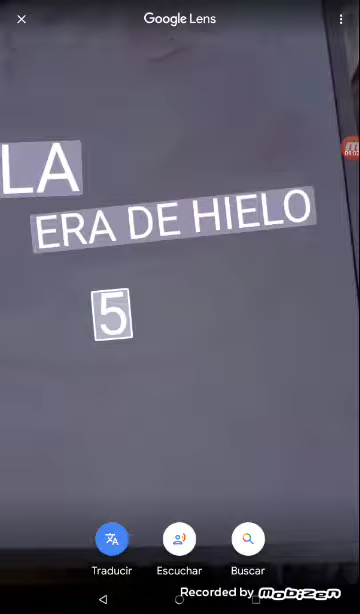 Google Lens
LA
ERA DE HIELO
5
Traducir
Escuchar
Buscar
Recorded by mobizen